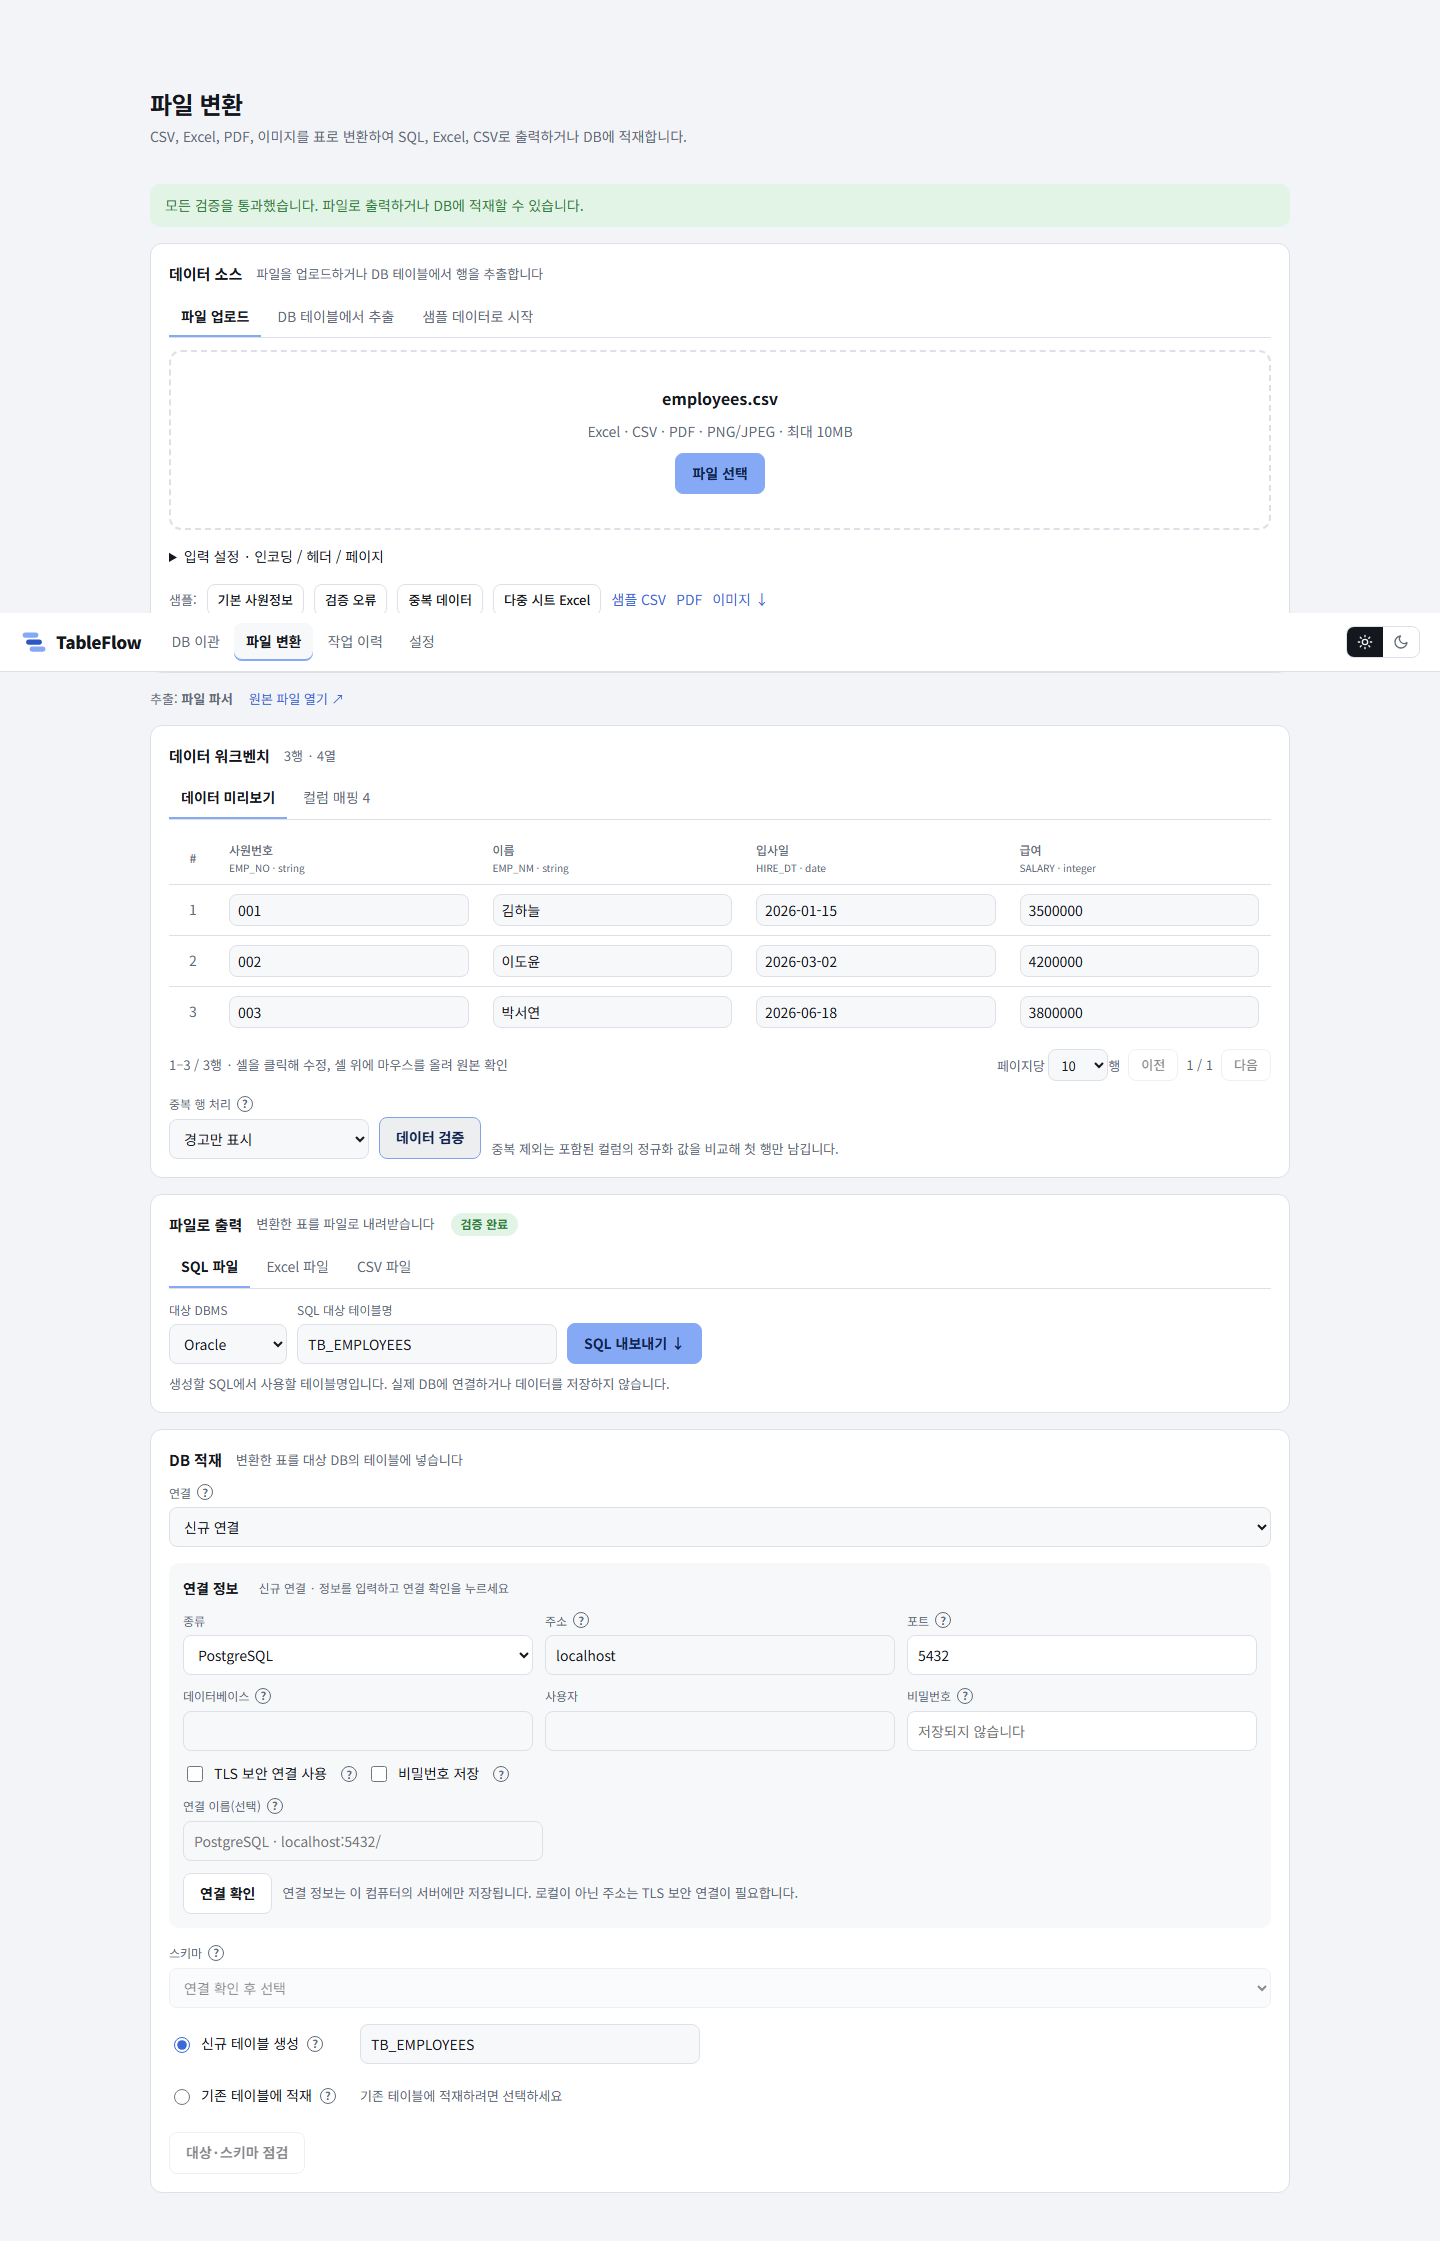 파일 변환
CSV, Excel, PDF, 이미지를 표로 변환하여 SQL, Excel, CSV로 출력하거나 DB에 적재합니다.
모든 검증을 통과했습니다. 파일로 출력하거나 DB에 적재할 수 있습니다.
데이터 소스 파일을 업로드하거나 DB 테이블에서 행을 추출합니다
파일 업로드 DB 테이블에서 추출 샘플 데이터로 시작
employees.csv
Excel · CSV · PDF · PNG/JPEG · 최대 10MB
파일 선택
▶ 입력 설정 · 인코딩 / 헤더 / 페이지
샘플: 기본 사원정보 검증 오류 중복 데이터 다중 시트 Excel 샘플 CSV PDF 이미지 ↓
TableFlow DB 이관 파일 변환 작업 이력 설정
추출: 파일 파서 원본 파일 열기 ↗
데이터 워크벤치 3행 · 4열
데이터 미리보기 컬럼 매핑 4
# 사원번호 이름 입사일 급여
EMP_NO · string EMP_NM · string HIRE_DT · date SALARY · integer
1 001 김하늘 2026-01-15 3500000
2 002 이도윤 2026-03-02 4200000
3 003 박서연 2026-06-18 3800000
1–3 / 3행 · 셀을 클릭해 수정, 셀 위에 마우스를 올려 원본 확인 페이지당 10 행 이전 1 / 1 다음
중복 행 처리 ?
경고만 표시 데이터 검증 중복 제외는 포함된 컬럼의 정규화 값을 비교해 첫 행만 남깁니다.
파일로 출력 변환한 표를 파일로 내려받습니다 검증 완료
SQL 파일 Excel 파일 CSV 파일
대상 DBMS SQL 대상 테이블명
Oracle TB_EMPLOYEES SQL 내보내기 ↓
생성할 SQL에서 사용할 테이블명입니다. 실제 DB에 연결하거나 데이터를 저장하지 않습니다.
DB 적재 변환한 표를 대상 DB의 테이블에 넣습니다
연결 ?
신규 연결
연결 정보 신규 연결 · 정보를 입력하고 연결 확인을 누르세요
종류 주소 ? 포트 ?
PostgreSQL localhost 5432
데이터베이스 ? 사용자 비밀번호 ?
저장되지 않습니다
TLS 보안 연결 사용 ? 비밀번호 저장 ?
연결 이름(선택) ?
PostgreSQL · localhost:5432/
연결 확인 연결 정보는 이 컴퓨터의 서버에만 저장됩니다. 로컬이 아닌 주소는 TLS 보안 연결이 필요합니다.
스키마 ?
연결 확인 후 선택
신규 테이블 생성 ? TB_EMPLOYEES
기존 테이블에 적재 ? 기존 테이블에 적재하려면 선택하세요
대상·스키마 점검